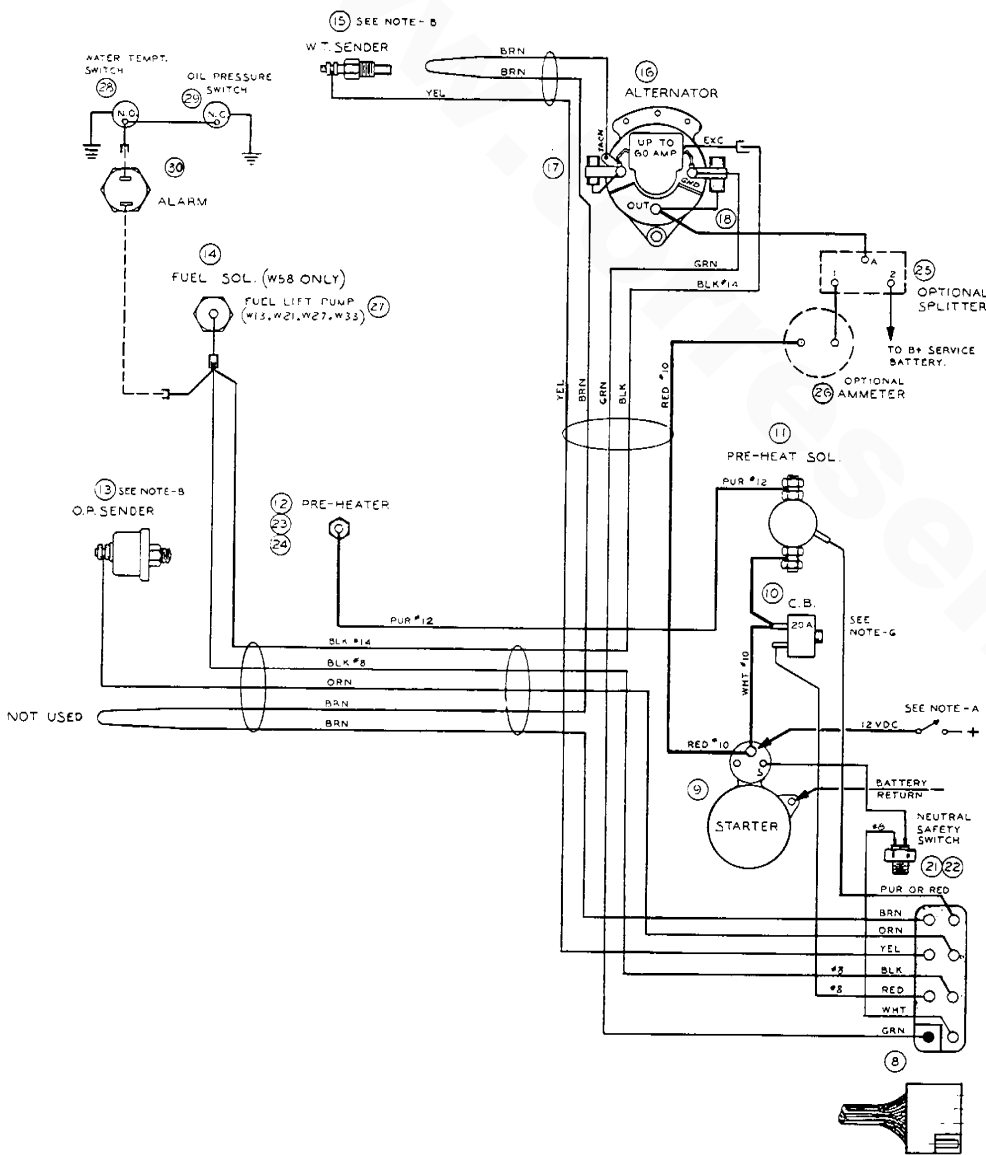 15 SEE NOTE-B
W.T. SENDER
BRN
BRN
YEL
WATER TEMPT.
SWITCH
28
OIL PRESSURE
SWITCH
29
N.O.
N.C.
30
ALARM
16
ALTERNATOR
TACH
UP TO
60 AMP
EXC
GND
OUT
17
18
GRN
BLK#14
14
FUEL SOL. (W58 ONLY)
FUEL LIFT PUMP
(W13.W21.W27.W33)
27
A
1
2
25
OPTIONAL
SPLITTER
TO B+ SERVICE
BATTERY.
26
OPTIONAL
AMMETER
YEL
BRN
GRN
BLK
RED #10
11
PRE-HEAT SOL.
PUR #12
13 SEE NOTE-B
O.P. SENDER
12
23
24
PRE-HEATER
10
C.B.
20A
SEE
NOTE-G
PUR #12
BLK #14
BLK #8
ORN
BRN
BRN
NOT USED
WHT #10
RED #10
SEE NOTE-A
12 VDC
+
S
9
STARTER
BATTERY
RETURN
#8
NEUTRAL
SAFETY
SWITCH
21 22
PUR OR RED
BRN
ORN
YEL
#8 BLK
#8 RED
WHT
GRN
8